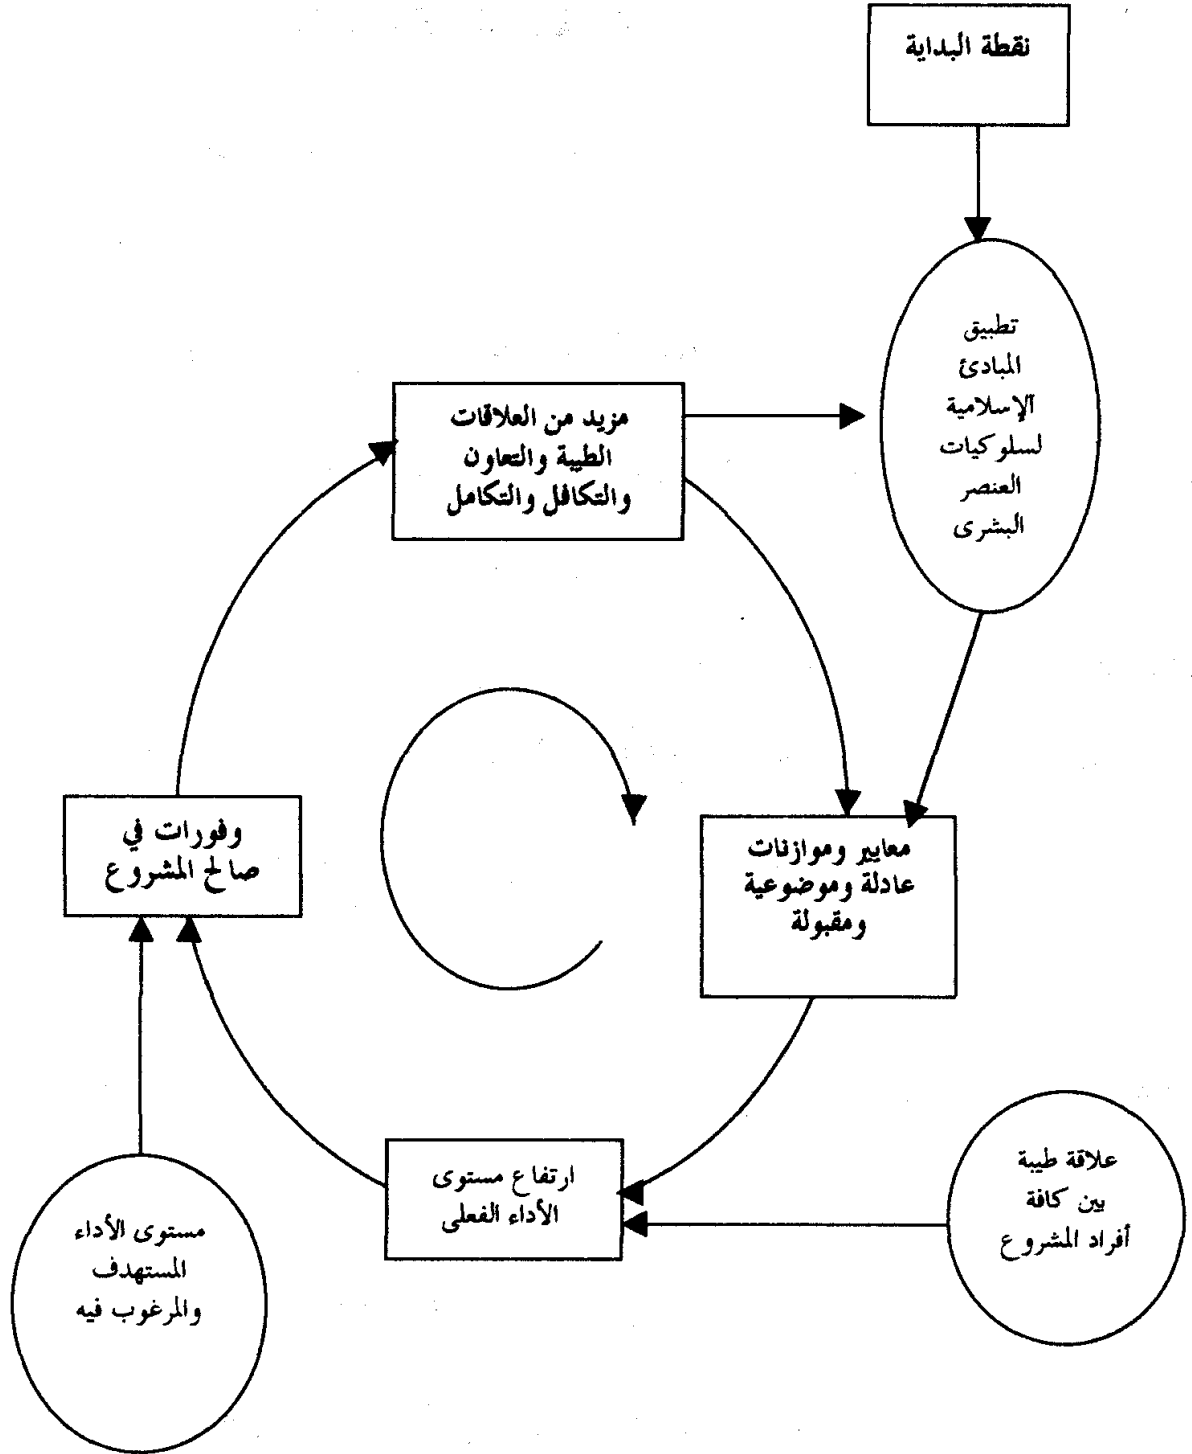 نقطة البداية
تطبيق
المبادئ
الإسلامية
لسلوكيات
العنصر
البشرى
مزيد من العلاقات
الطيبة والتعاون
والتكافل والتكامل
وفورات في
صالح المشروع
معايير وموازنات
عادلة وموضوعية
ومقبولة
ارتفاع مستوى
الأداء الفعلى
علاقة طيبة
بين كافة
أفراد المشروع
مستوى الأداء
المستهدف
والمرغوب فيه